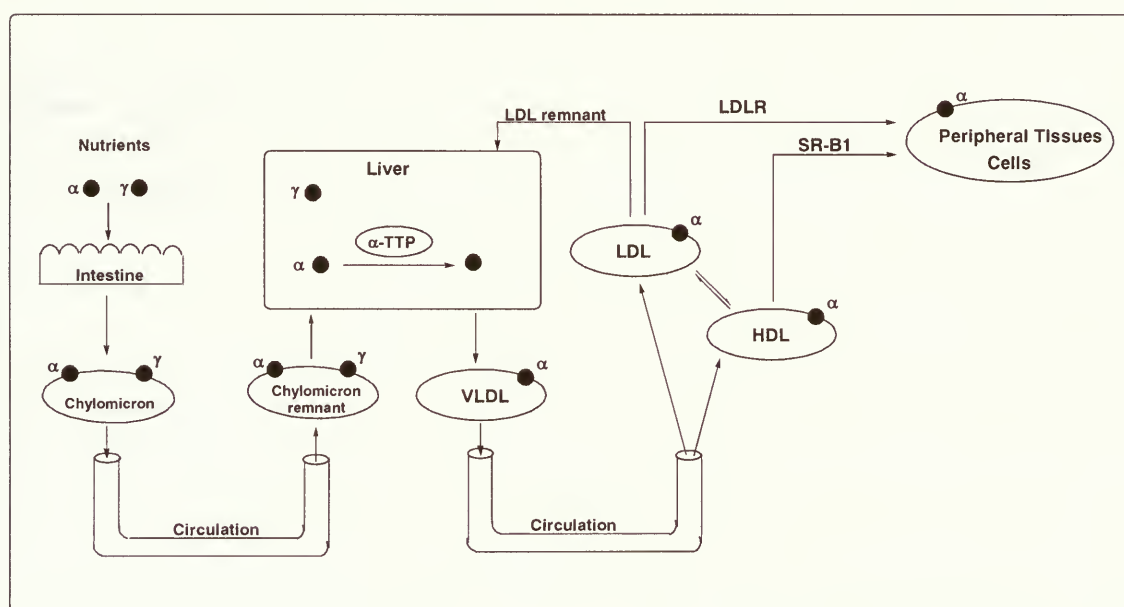 Nutrients
α γ
Intestine
α γ
Chylomicron
Circulation
α γ
Chylomicron
remnant
Liver
γ
α
α-TTP
α
VLDL
Circulation
LDL remnant
α
LDL
α
HDL
LDLR
SR-B1
α
Peripheral TIssues
Cells